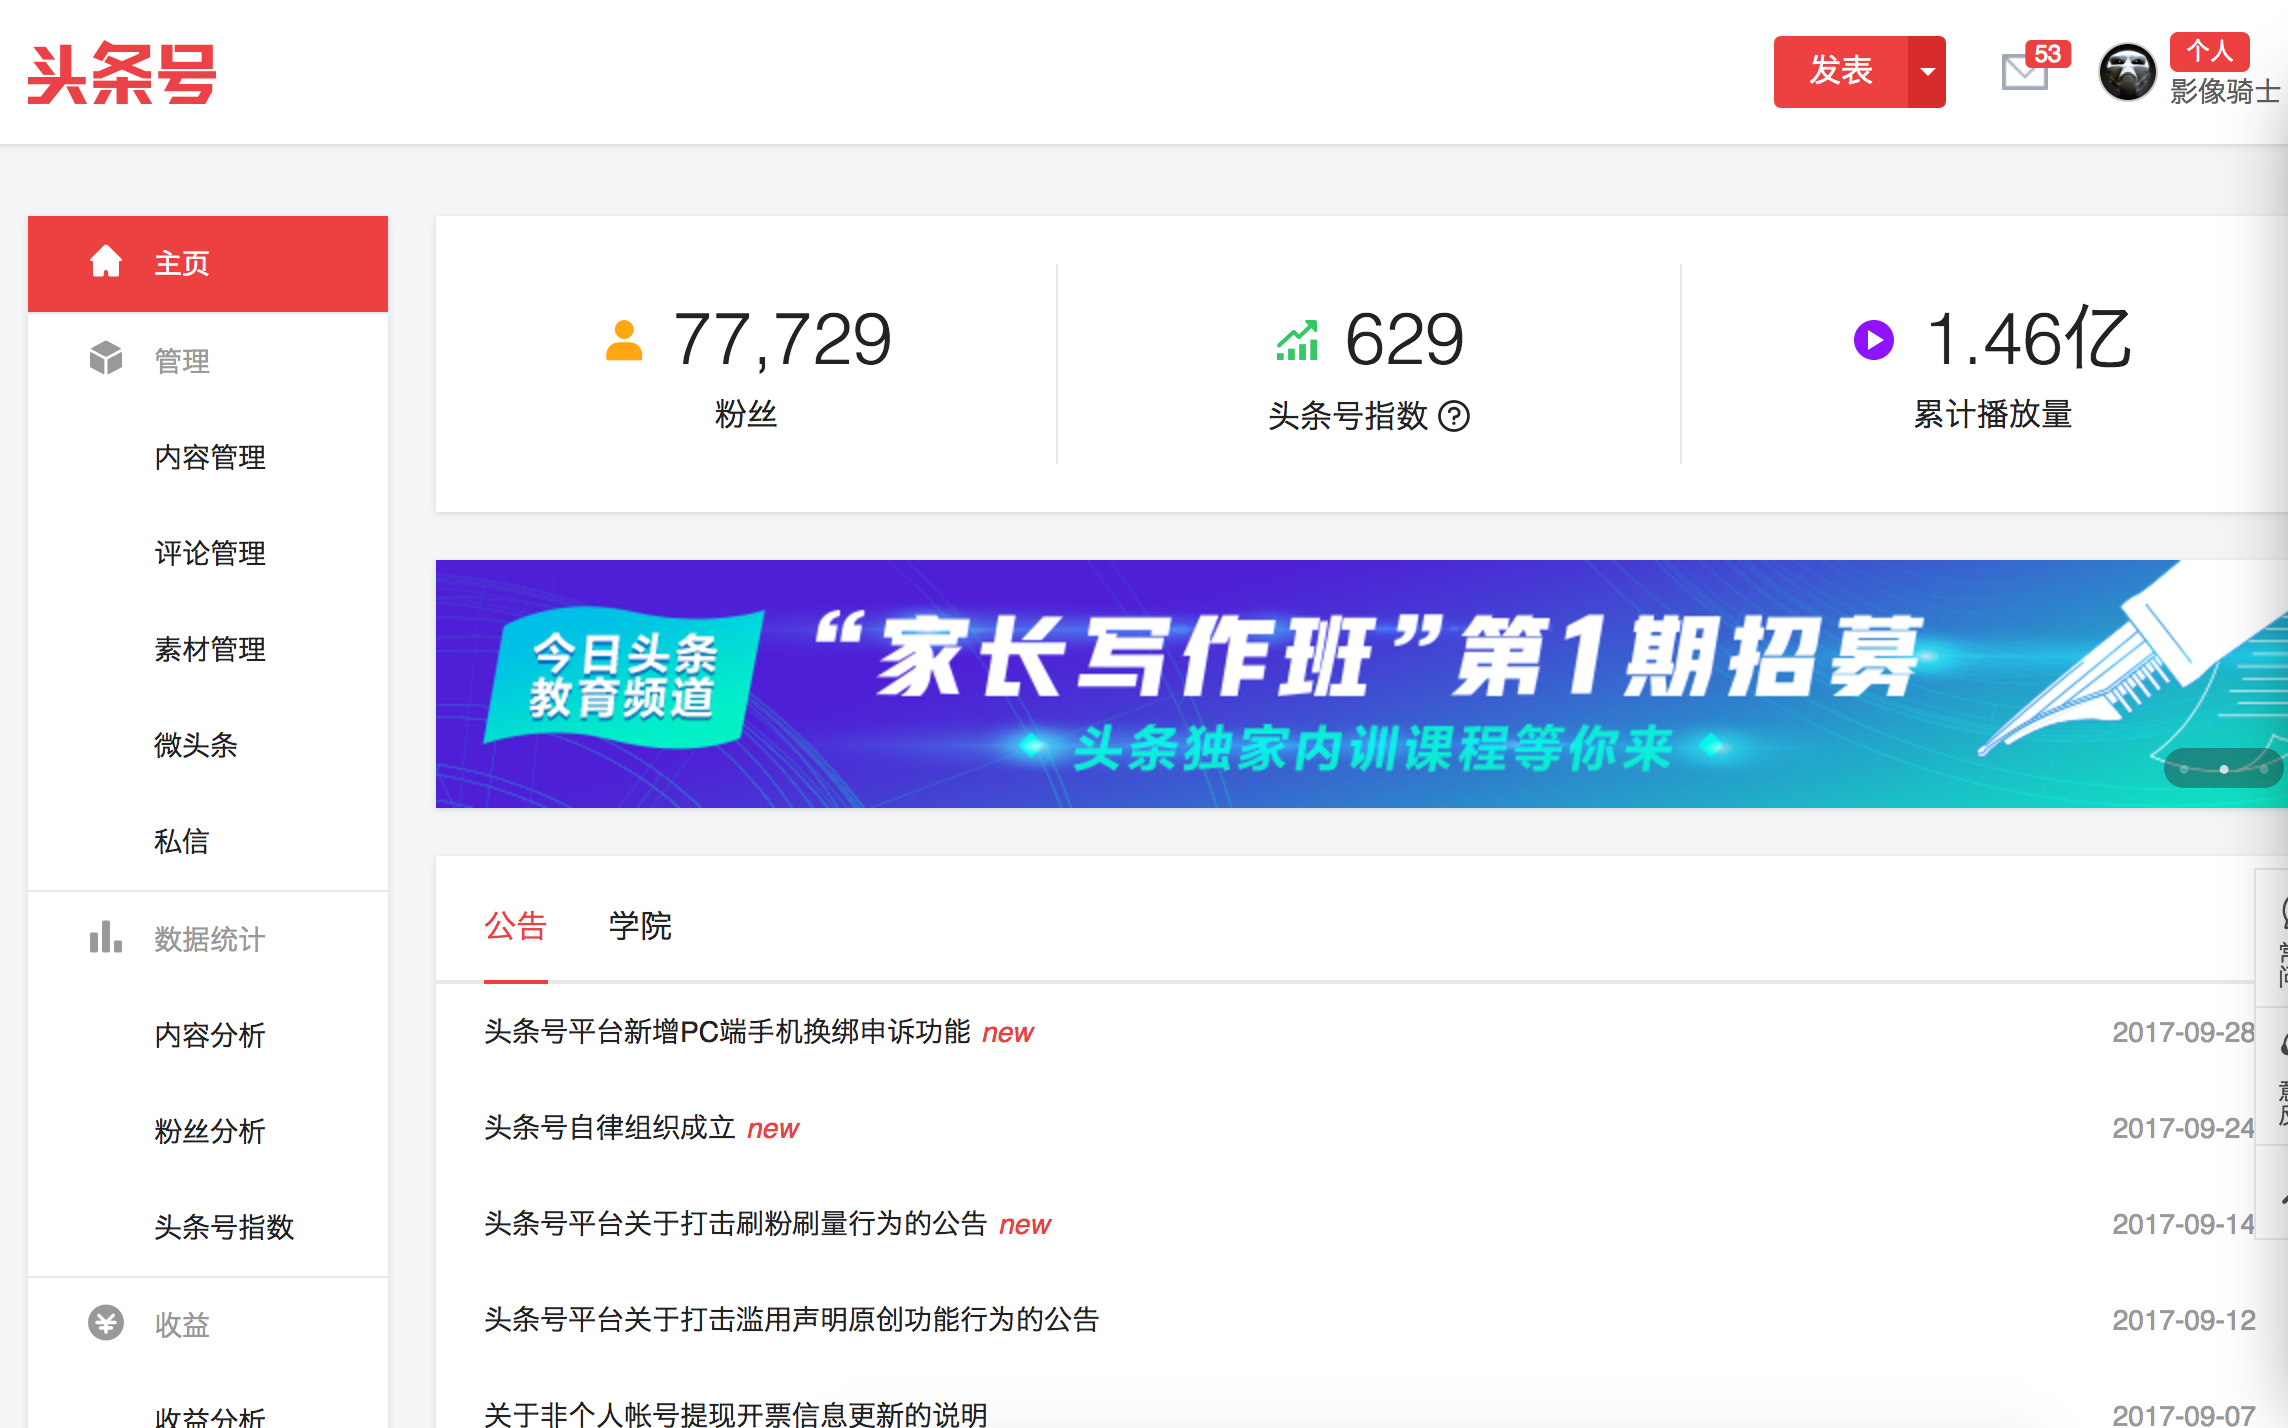 头条号
发表
53
个人
影像骑士
主页
管理
内容管理
评论管理
素材管理
微头条
私信
数据统计
内容分析
粉丝分析
头条号指数
收益
收益分析
77,729
粉丝
629
头条号指数 ?
1.46亿
累计播放量
今日头条
教育频道
“家长写作班”第1期招募
头条独家内训课程等你来
公告 学院
头条号平台新增PC端手机换绑申诉功能 new 2017-09-28
头条号自律组织成立 new 2017-09-24
头条号平台关于打击刷粉刷量行为的公告 new 2017-09-14
头条号平台关于打击滥用声明原创功能行为的公告 2017-09-12
关于非个人帐号提现开票信息更新的说明 2017-09-07